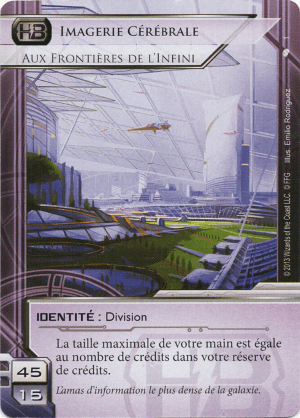 HB
Imagerie Cérébrale
Aux Frontières de l'Infini
Illus. Emilio Rodriguez
© 2013 Wizards of the Coast LLC © FFG
IDENTITÉ : Division
La taille maximale de votre main est égale
au nombre de crédits dans votre réserve
de crédits.
L'amas d'information le plus dense de la galaxie.
45
15